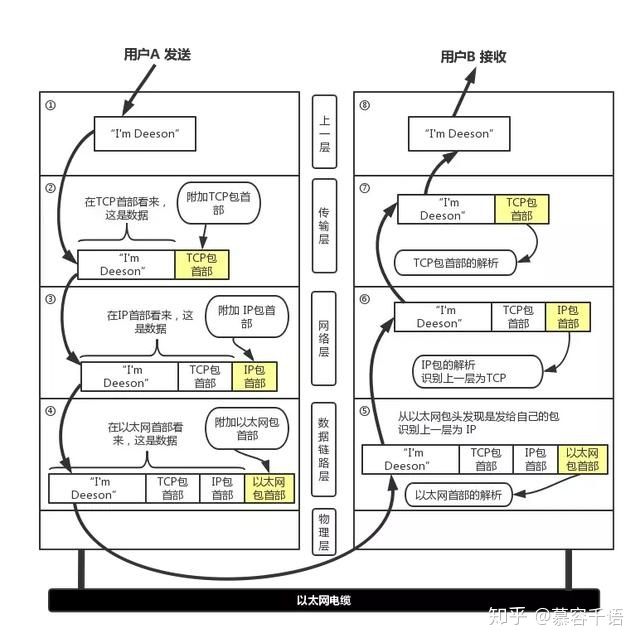 用户A 发送
用户B 接收
①
"I'm Deeson"
上一层
⑧
"I'm Deeson"
②
在TCP首部看来，
这是数据
附加TCP包首
部
"I'm
Deeson"
TCP包
首部
传输层
⑦
"I'm
Deeson"
TCP包
首部
TCP包首部的解析
③
在IP首部看来，这
是数据
附加 IP包首
部
"I'm
Deeson"
TCP包
首部
IP包
首部
网络层
⑥
"I'm
Deeson"
TCP包
首部
IP包
首部
IP包的解析
识别上一层为TCP
④
在以太网首部看
来，这是数据
附加以太网包
首部
"I'm
Deeson"
TCP包
首部
IP包
首部
以太网
包首部
数据链路层
⑤
从以太网包头发现是发给自己的包
识别上一层为 IP
"I'm
Deeson"
TCP包
首部
IP包
首部
以太网
包首部
以太网首部的解析
物理层
以太网电缆
知乎 @慕容千语